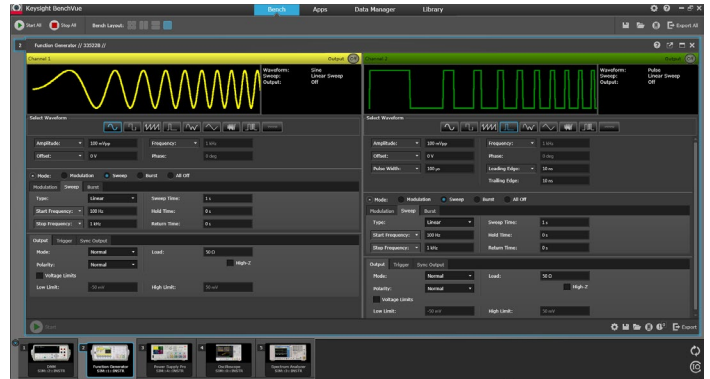 Keysight BenchVue
Bench Apps Data Manager Library
Start All Stop All Bench Layout: Export All
2 Function Generator // 33522B //
Channel 1 Output Off
Waveform: Sine
Sweep: Linear Sweep
Output: Off
Select Waveform
Amplitude: 100 mVpp Frequency: 1 kHz
Offset: 0 V Phase: 0 deg
Mode: Modulation Sweep Burst All Off
Modulation Sweep Burst
Type: Linear Sweep Time: 1 s
Start Frequency: 100 Hz Hold Time: 0 s
Stop Frequency: 1 kHz Return Time: 0 s
Output Trigger Sync Output
Mode: Normal Load: 50 Ω
Polarity: Normal High-Z
Voltage Limits
Low Limit: -50 mV High Limit: 50 mV
Channel 2 Output Off
Waveform: Pulse
Sweep: Linear Sweep
Output: Off
Select Waveform
Amplitude: 100 mVpp Frequency: 1 kHz
Offset: 0 V Phase: 0 deg
Pulse Width: 100 µs Leading Edge: 10 ns
Trailing Edge: 10 ns
Mode: Modulation Sweep Burst All Off
Modulation Sweep Burst
Type: Linear Sweep Time: 1 s
Start Frequency: 100 Hz Hold Time: 0 s
Stop Frequency: 1 kHz Return Time: 0 s
Output Trigger Sync Output
Mode: Normal Load: 50 Ω
Polarity: Normal High-Z
Voltage Limits
Low Limit: -50 mV High Limit: 50 mV
Start Export
1 2 3 4 5
DMM Function Generator Power Supply Pro Oscilloscope Spectrum Analyzer